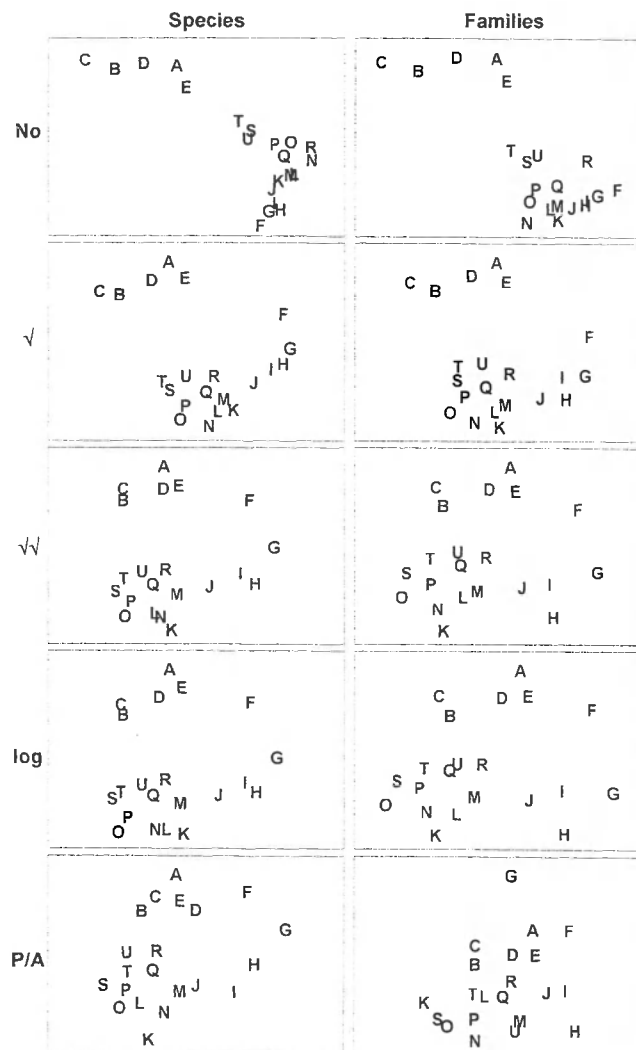 Species Families
No
C B D A
E
T S
U P O R
Q N
K M
J
G H
F
C B D A
E
T S U R
P Q F
O L M J H I G
N K
√
A
C B D E
F
G
I H
T S U R J
P Q M K
O N L
A
C B D E
F
T U R I G
S Q J H
P L M
O N K
√√
A
C D E
B F
G
T U R I
S Q M J H
P
O L N
K
A
C D E
B F
T U R
S Q G
O P L M J I
N H
K
log
A
C D E F
B
G
U R I
S T Q M J H
P
O N L K
A
C D E
B F
T Q U R
S P M J I G
O N L
K H
P/A
A
C E D F
B G
U R
T Q H
S P M J I
O L N
K
G
A F
C D E
B
R
K T L Q J I
S O P M
N U H